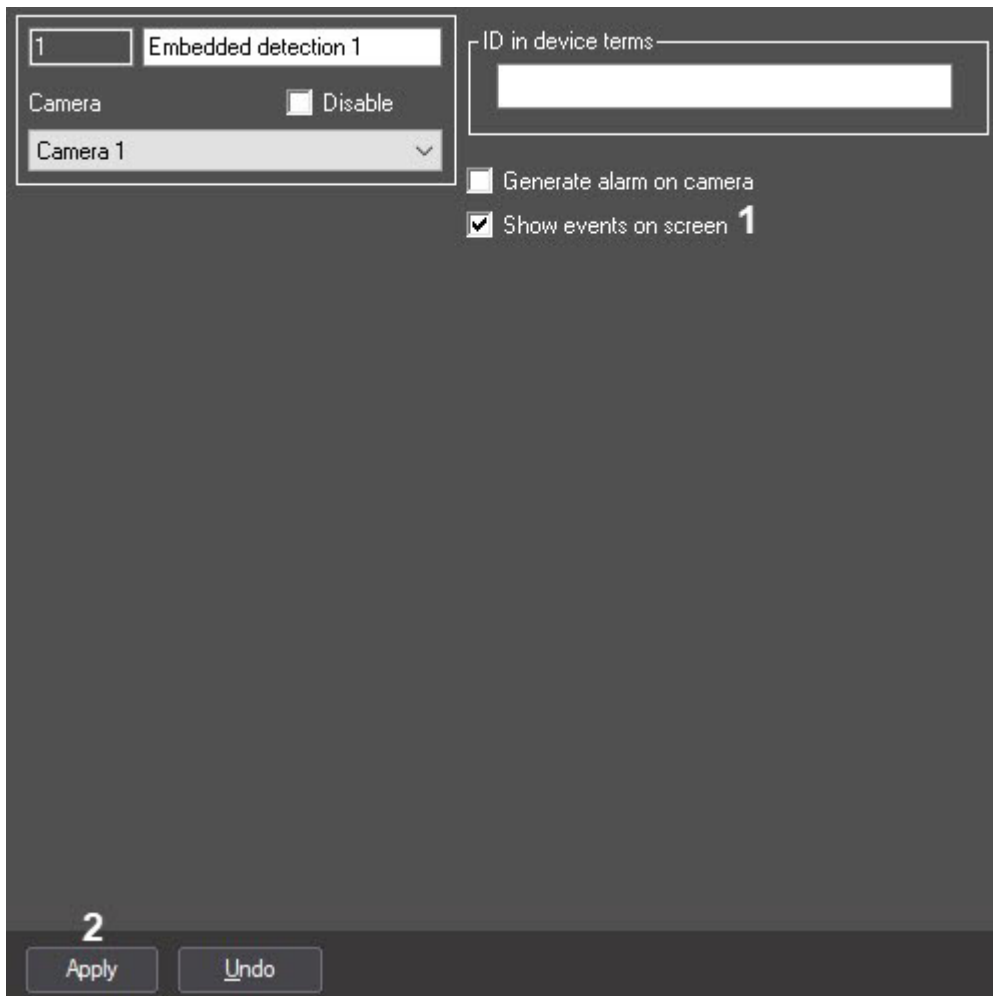 1
Embedded detection 1
Camera
Disable
Camera 1
ID in device terms
Generate alarm on camera
Show events on screen 1
2
Apply
Undo